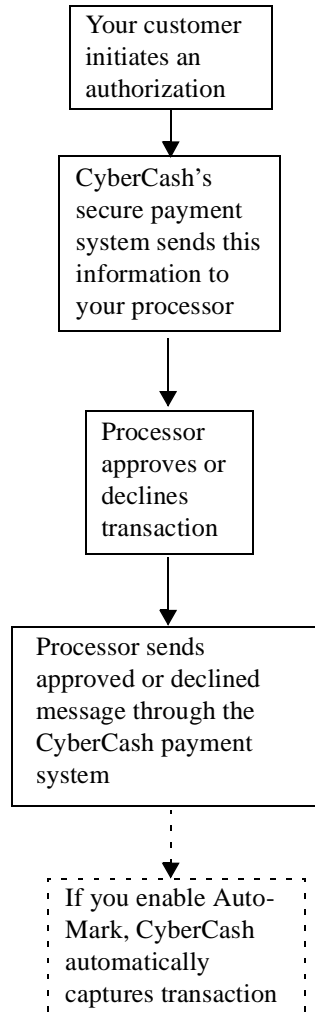 Your customer
initiates an
authorization
CyberCash’s
secure payment
system sends this
information to
your processor
Processor
approves or
declines
transaction
Processor sends
approved or declined
message through the
CyberCash payment
system
If you enable Auto-
Mark, CyberCash
automatically
captures transaction